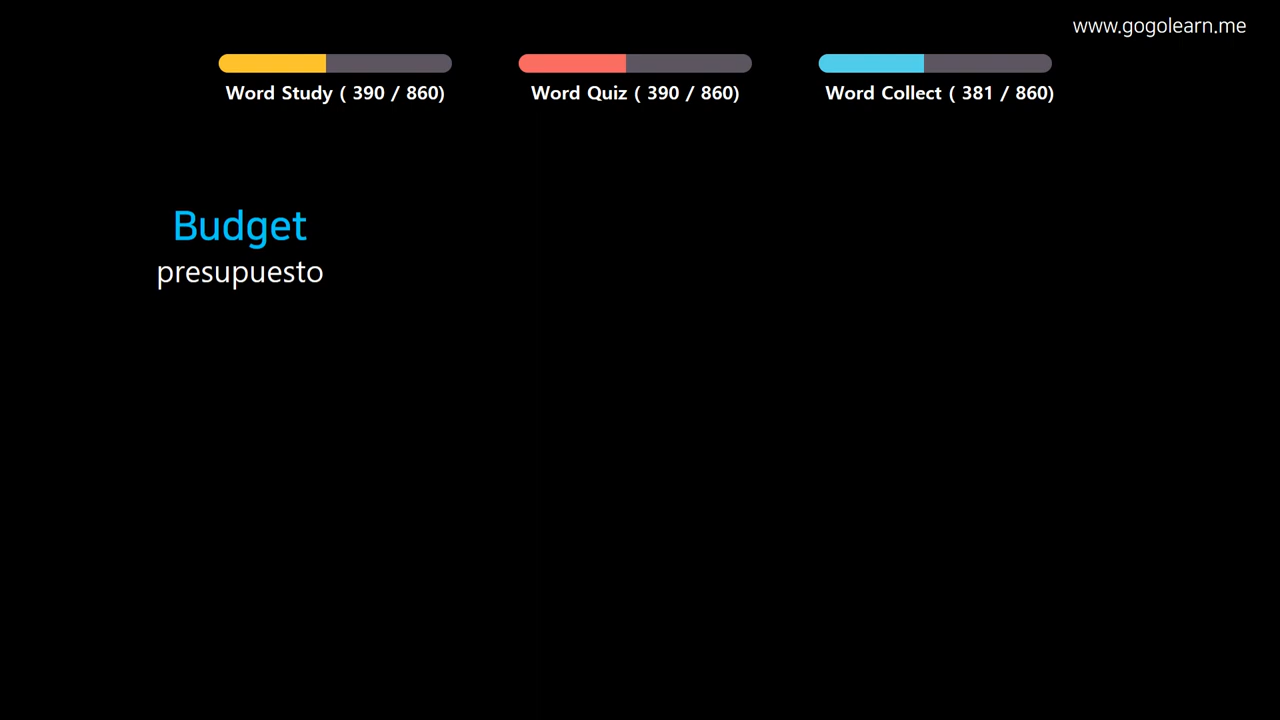 www.gogolearn.me
Word Study ( 390 / 860)
Word Quiz ( 390 / 860)
Word Collect ( 381 / 860)
Budget
presupuesto